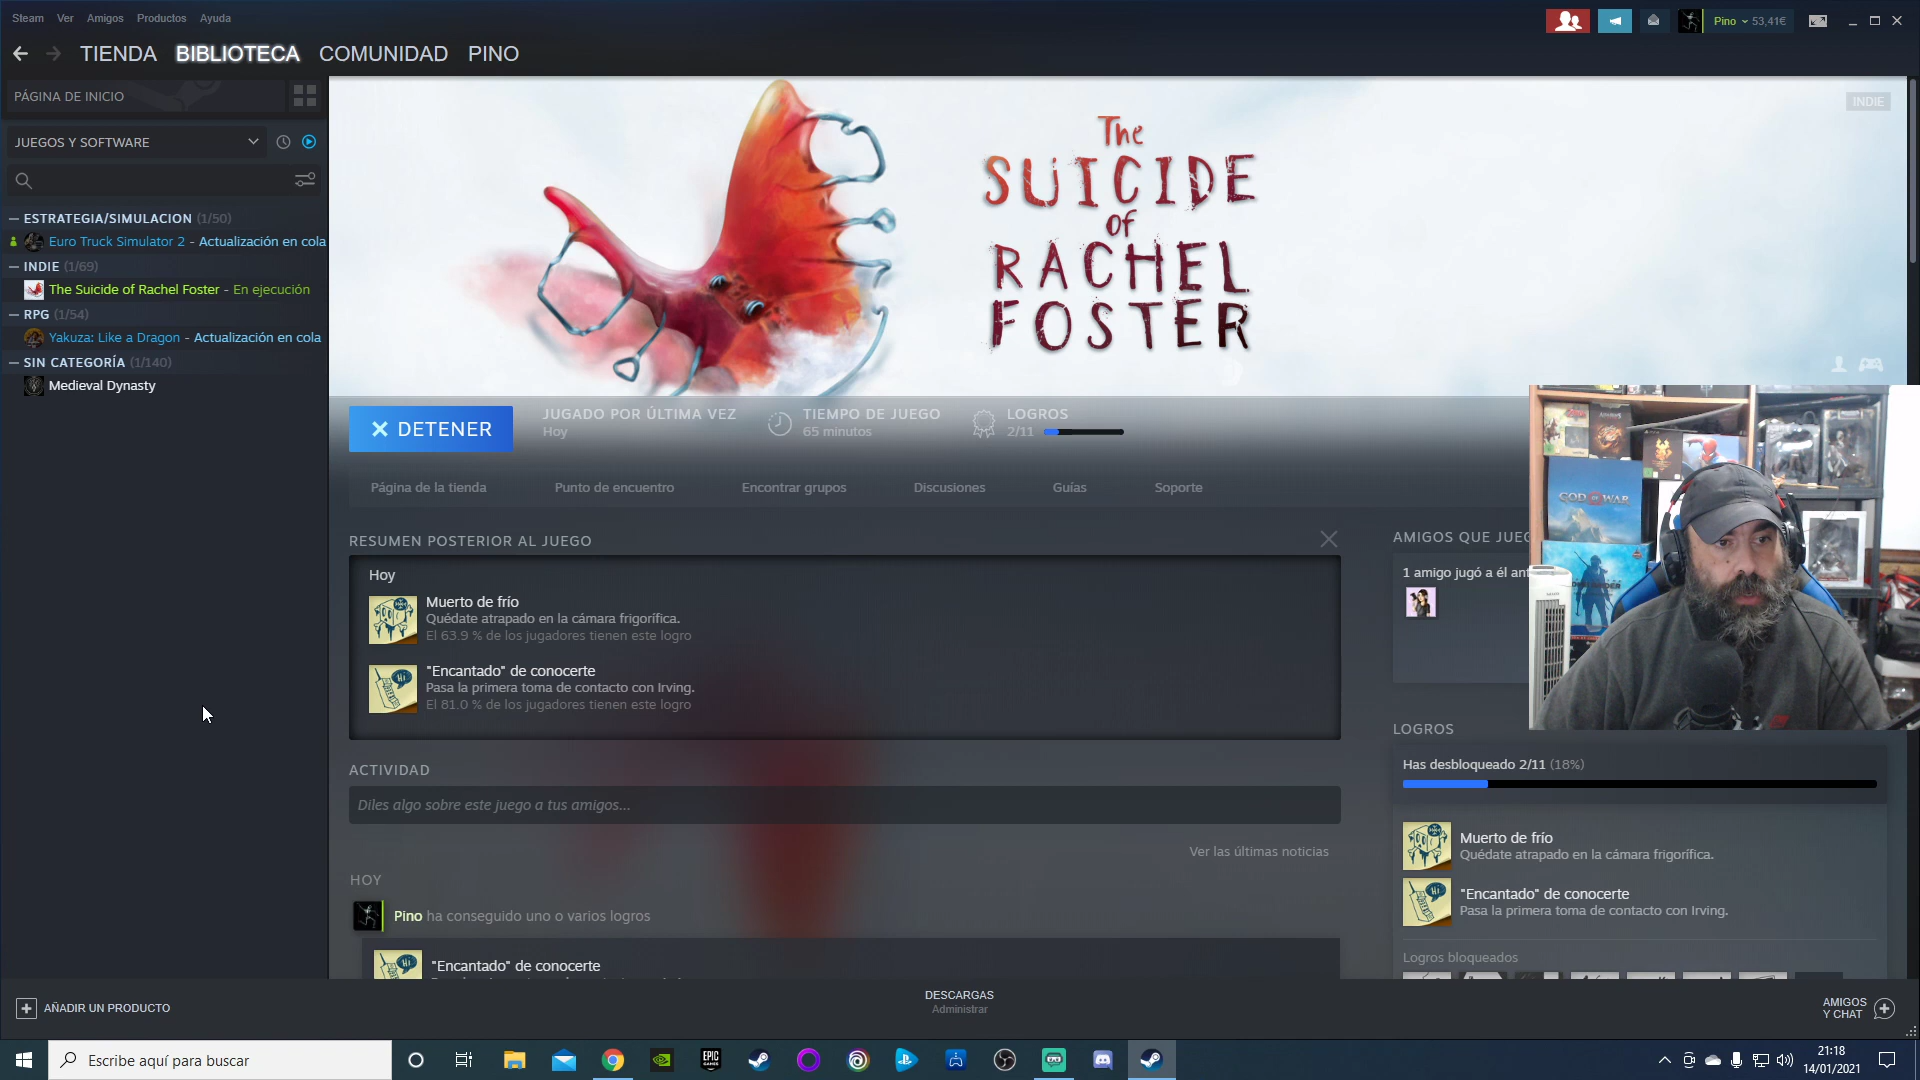 Steam Ver Amigos Productos Ayuda
Pino 53,41€
TIENDA BIBLIOTECA COMUNIDAD PINO
PÁGINA DE INICIO
JUEGOS Y SOFTWARE
— ESTRATEGIA/SIMULACION (1/50)
Euro Truck Simulator 2 - Actualización en cola
— INDIE (1/69)
The Suicide of Rachel Foster - En ejecución
— RPG (1/54)
Yakuza: Like a Dragon - Actualización en cola
— SIN CATEGORÍA (1/140)
Medieval Dynasty
INDIE
The
SUICIDE
of
RACHEL
FOSTER
DETENER
JUGADO POR ÚLTIMA VEZ
Hoy
TIEMPO DE JUEGO
65 minutos
LOGROS
2/11
Página de la tienda Punto de encuentro Encontrar grupos Discusiones Guías Soporte
RESUMEN POSTERIOR AL JUEGO
Hoy
Muerto de frío
Quédate atrapado en la cámara frigorífica.
El 63.9 % de los jugadores tienen este logro
"Encantado" de conocerte
Pasa la primera toma de contacto con Irving.
El 81.0 % de los jugadores tienen este logro
ACTIVIDAD
Diles algo sobre este juego a tus amigos...
Ver las últimas noticias
HOY
Pino ha conseguido uno o varios logros
"Encantado" de conocerte
AMIGOS QUE JUEG
1 amigo jugó a él ant
GOD OF WAR
LOGROS
Has desbloqueado 2/11 (18%)
Muerto de frío
Quédate atrapado en la cámara frigorífica.
"Encantado" de conocerte
Pasa la primera toma de contacto con Irving.
Logros bloqueados
AÑADIR UN PRODUCTO
DESCARGAS
Administrar
AMIGOS
Y CHAT
Escribe aquí para buscar
EPIC
GAMES
21:18
14/01/2021